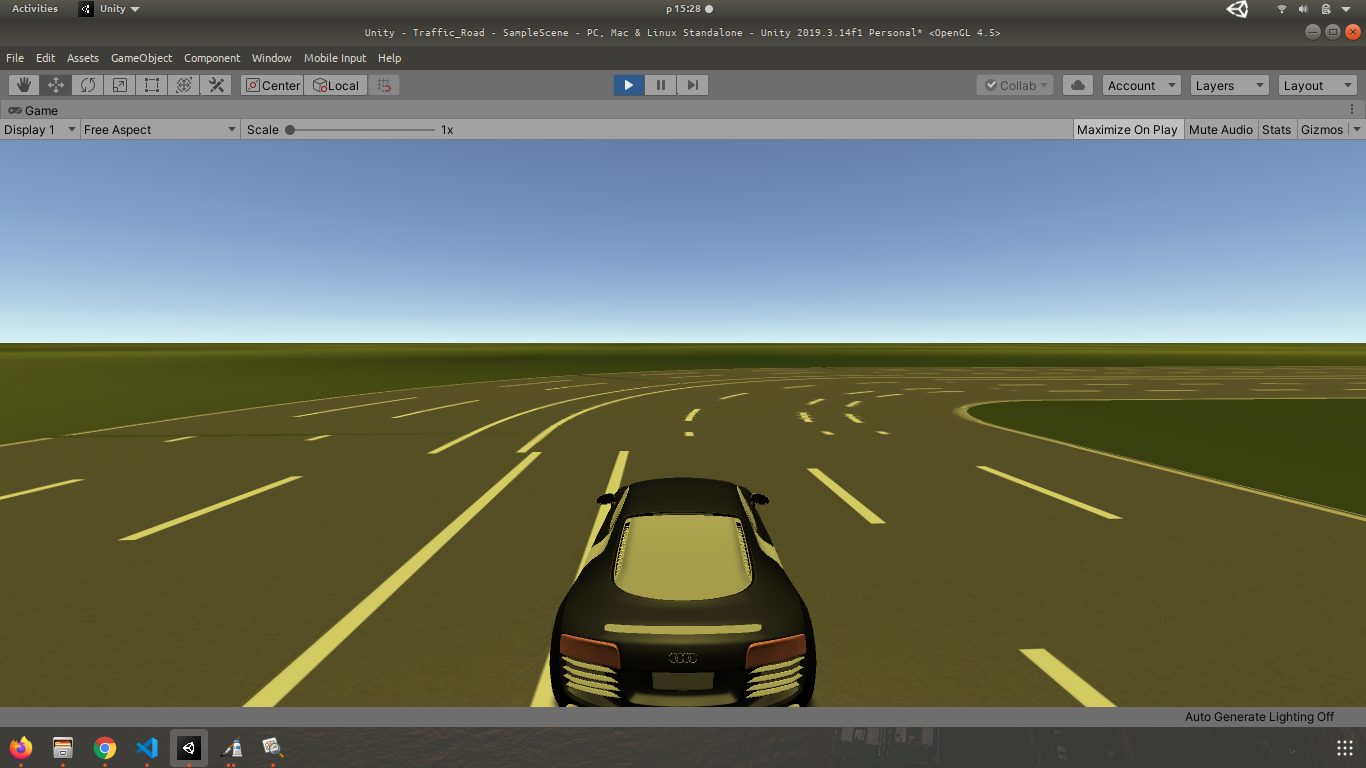 Activities Unity р 15:28
Unity - Traffic_Road - SampleScene - PC, Mac & Linux Standalone - Unity 2019.3.14f1 Personal* <OpenGL 4.5>
File Edit Assets GameObject Component Window Mobile Input Help
Center Local Collab Account Layers Layout
Game
Display 1 Free Aspect Scale 1x Maximize On Play Mute Audio Stats Gizmos
Auto Generate Lighting Off